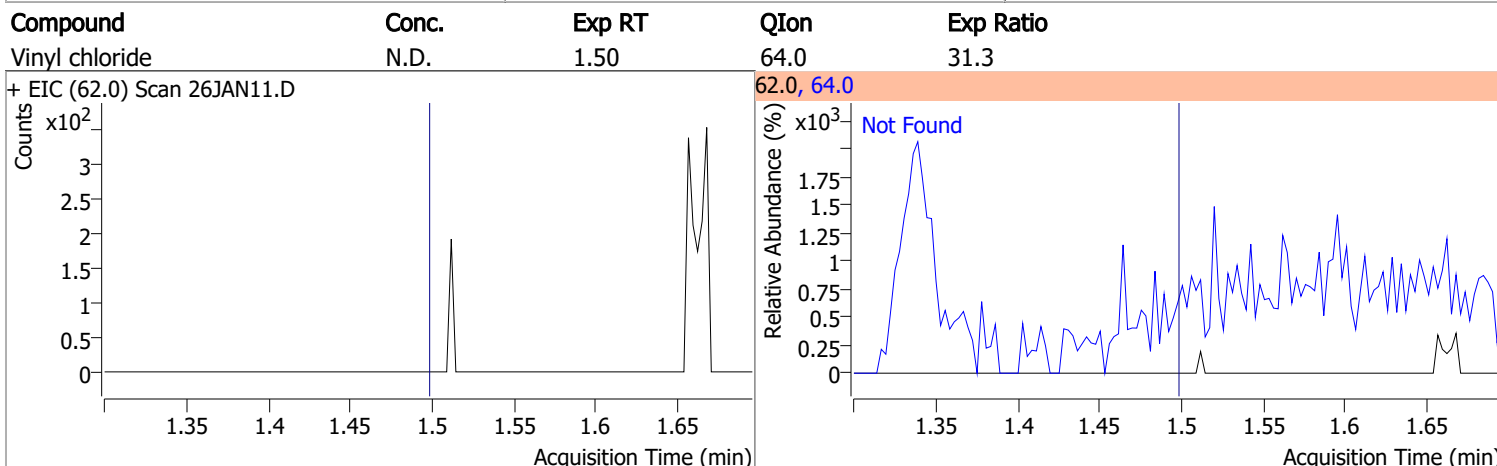 Compound Conc. Exp RT QIon Exp Ratio
Vinyl chloride N.D. 1.50 64.0 31.3
+ EIC (62.0) Scan 26JAN11.D
62.0, 64.0
Counts
x10²
3
2.5
2
1.5
1
0.5
0
1.35 1.4 1.45 1.5 1.55 1.6 1.65
Acquisition Time (min)
Relative Abundance (%)
x10³
Not Found
1.75
1.5
1.25
1
0.75
0.5
0.25
0
1.35 1.4 1.45 1.5 1.55 1.6 1.65
Acquisition Time (min)